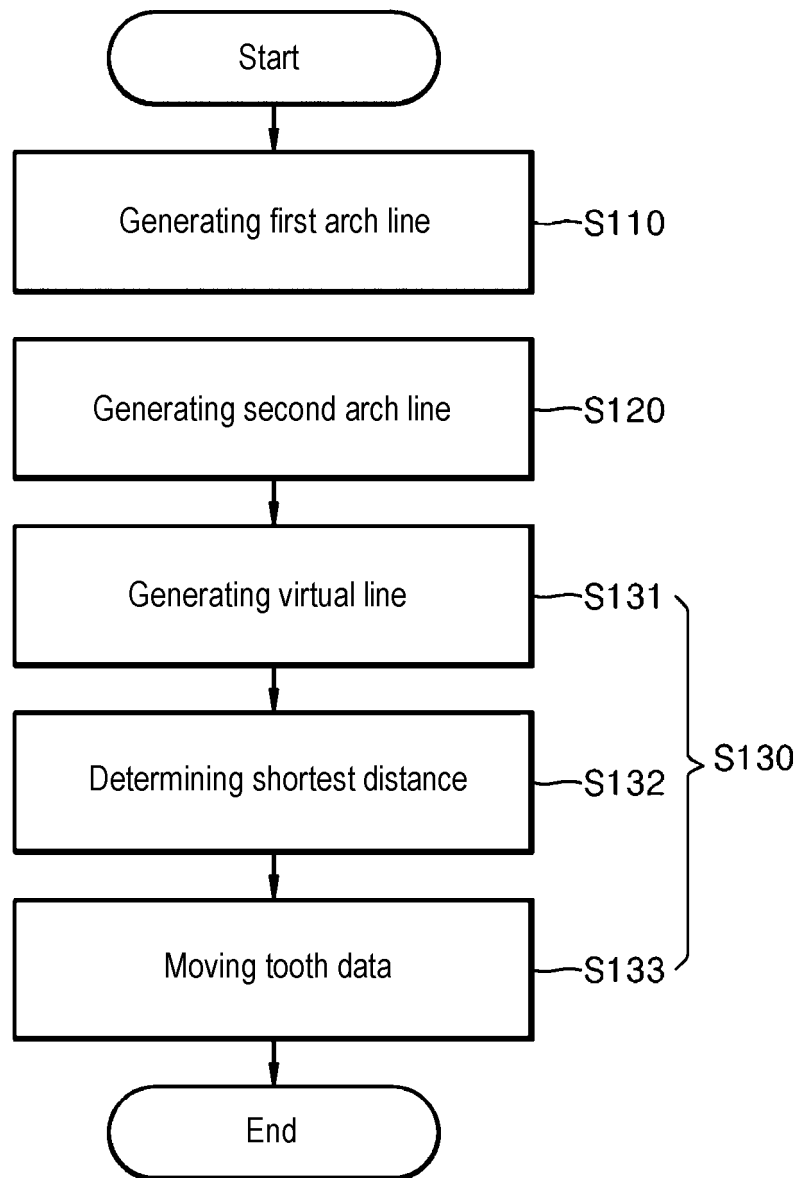 Start
Generating first arch line
S110
Generating second arch line
S120
Generating virtual line
S131
Determining shortest distance
S132
S130
Moving tooth data
S133
End